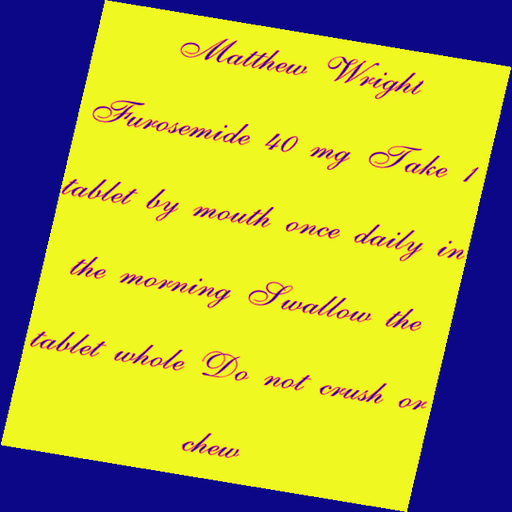 Matthew Wright
Furosemide 40 mg Take 1
tablet by mouth once daily in
the morning Swallow the
tablet whole Do not crush or
chew